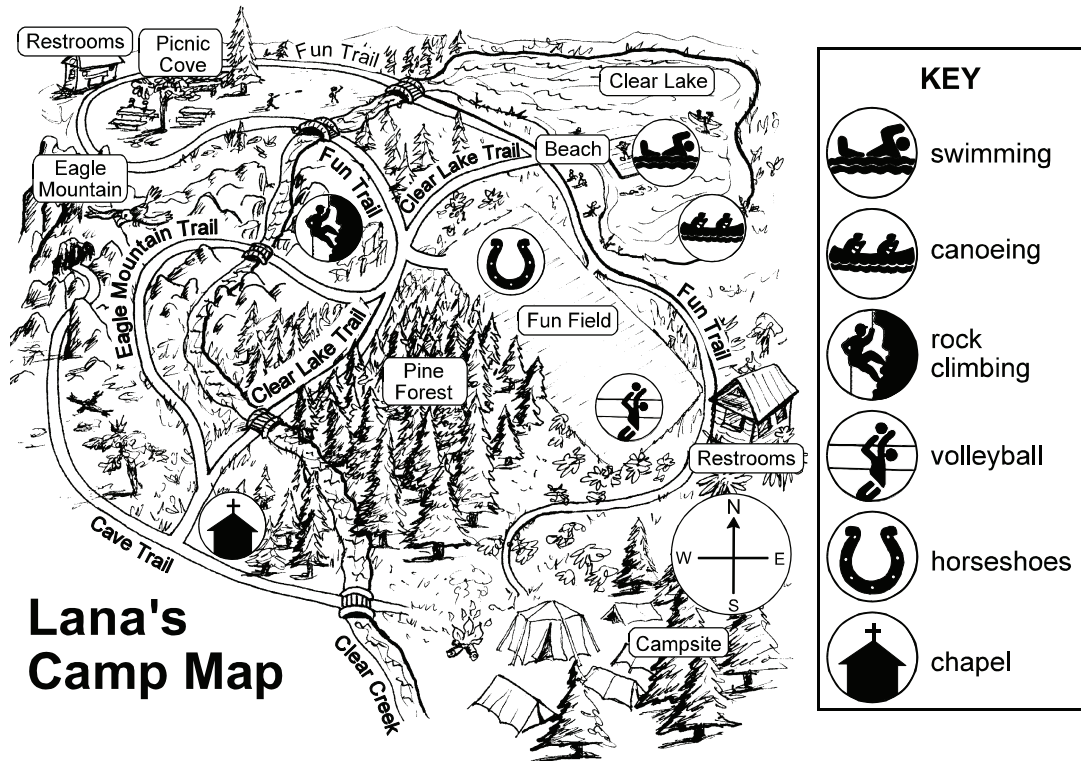 Restrooms
Picnic
Cove
Fun Trail
Clear Lake
Eagle
Mountain
Fun Trail
Clear Lake Trail
Beach
Eagle Mountain Trail
Fun Field
Fun Trail
Clear Lake Trail
Pine
Forest
Restrooms
Cave Trail
N
W
E
S
Lana's
Camp Map
Clear Creek
Campsite
KEY
swimming
canoeing
rock
climbing
volleyball
horseshoes
chapel